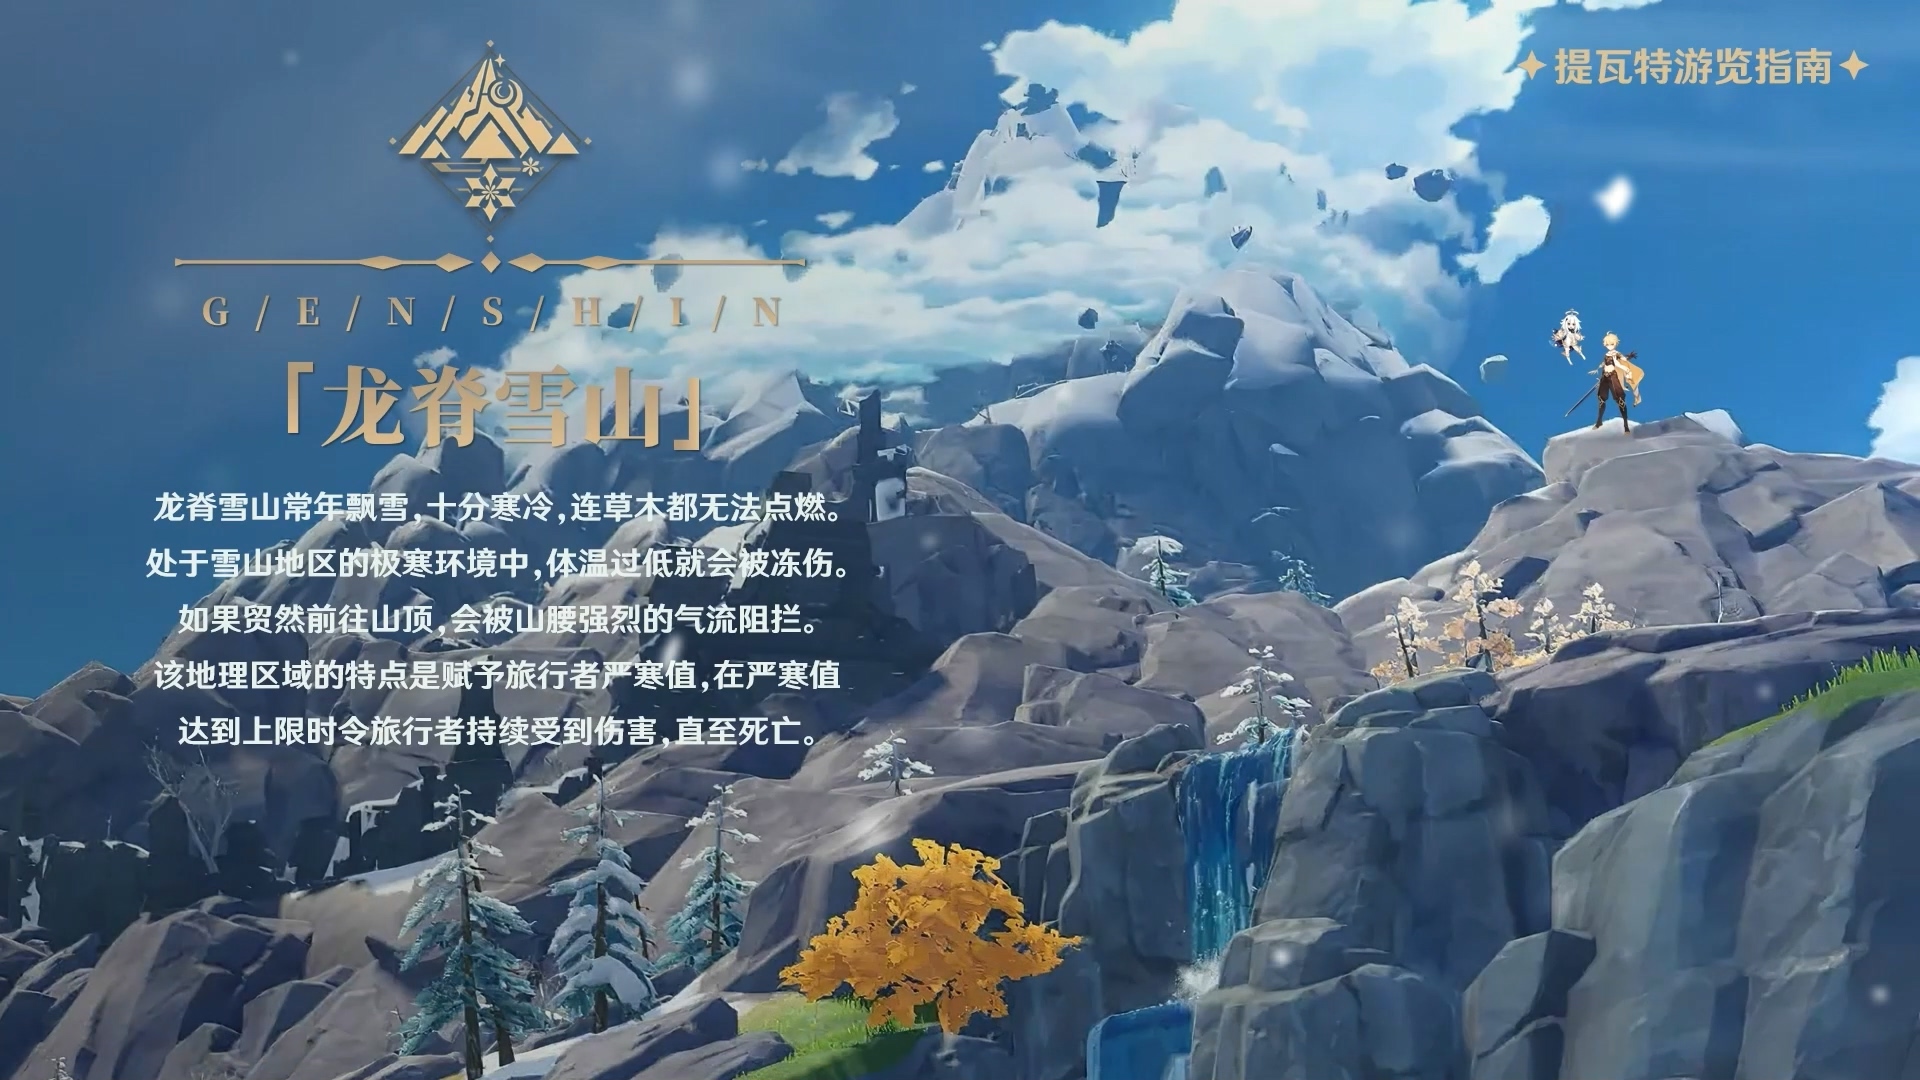 提瓦特游览指南
G/E/N/S/H/I/N
「龙脊雪山」
龙脊雪山常年飘雪,十分寒冷,连草木都无法点燃。
处于雪山地区的极寒环境中,体温过低就会被冻伤。
如果贸然前往山顶,会被山腰强烈的气流阻拦。
该地理区域的特点是赋予旅行者严寒值,在严寒值
达到上限时令旅行者持续受到伤害,直至死亡。